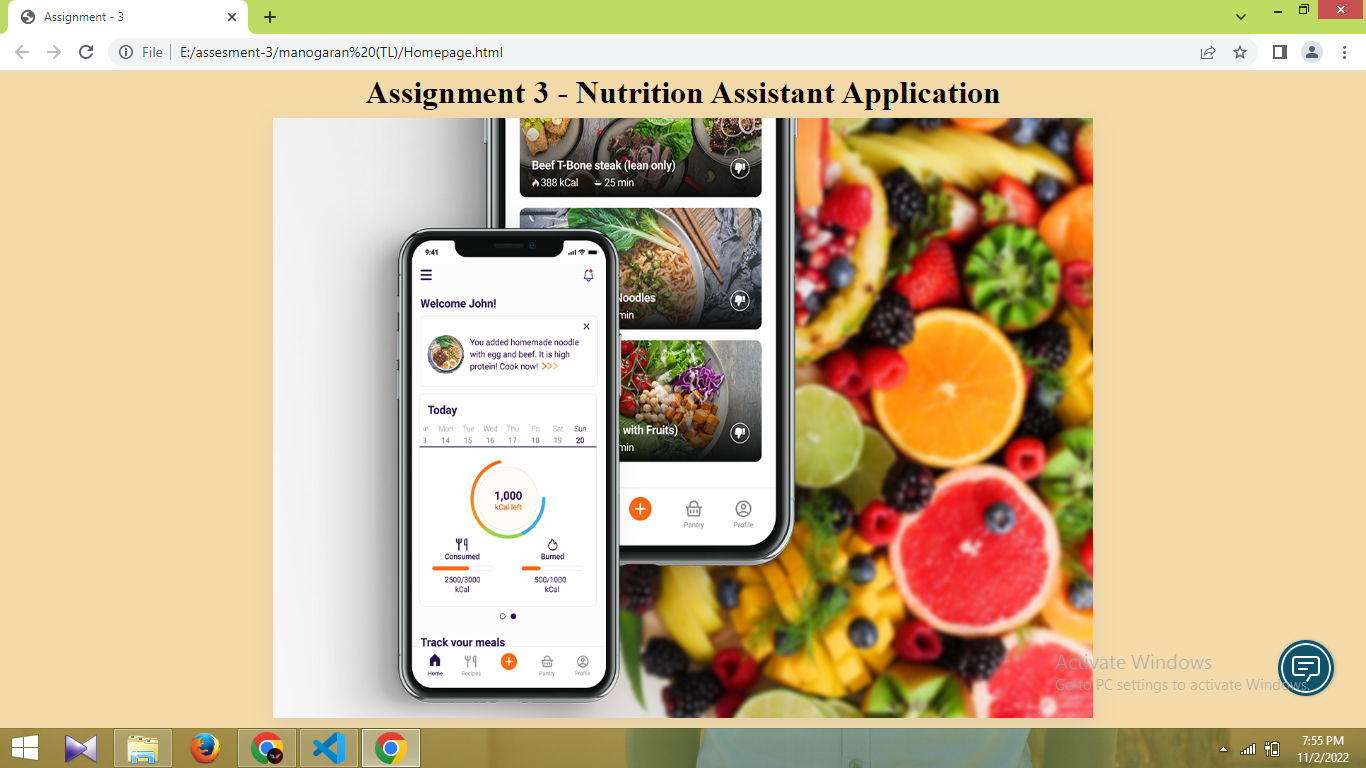 Assignment - 3
File
E:/assesment-3/manogaran%20(TL)/Homepage.html
Assignment 3 - Nutrition Assistant Application
Beef T-Bone steak (lean only)
388 kCal 25 min
Noodles
min
with Fruits)
min
Pantry Profile
9:41
Welcome John!
You added homemade noodle
with egg and beef. It is high
protein! Cook now! >>>
Today
Mon Tue Wed Thu Fri Sat Sun
3 14 15 16 17 18 19 20
1,000
kCal left
Consumed Burned
2500/3000 500/1000
kCal kCal
Track your meals
Home Recipes Pantry Profile
Activate Windows
Go to PC settings to activate Windows.
7:55 PM
11/2/2022